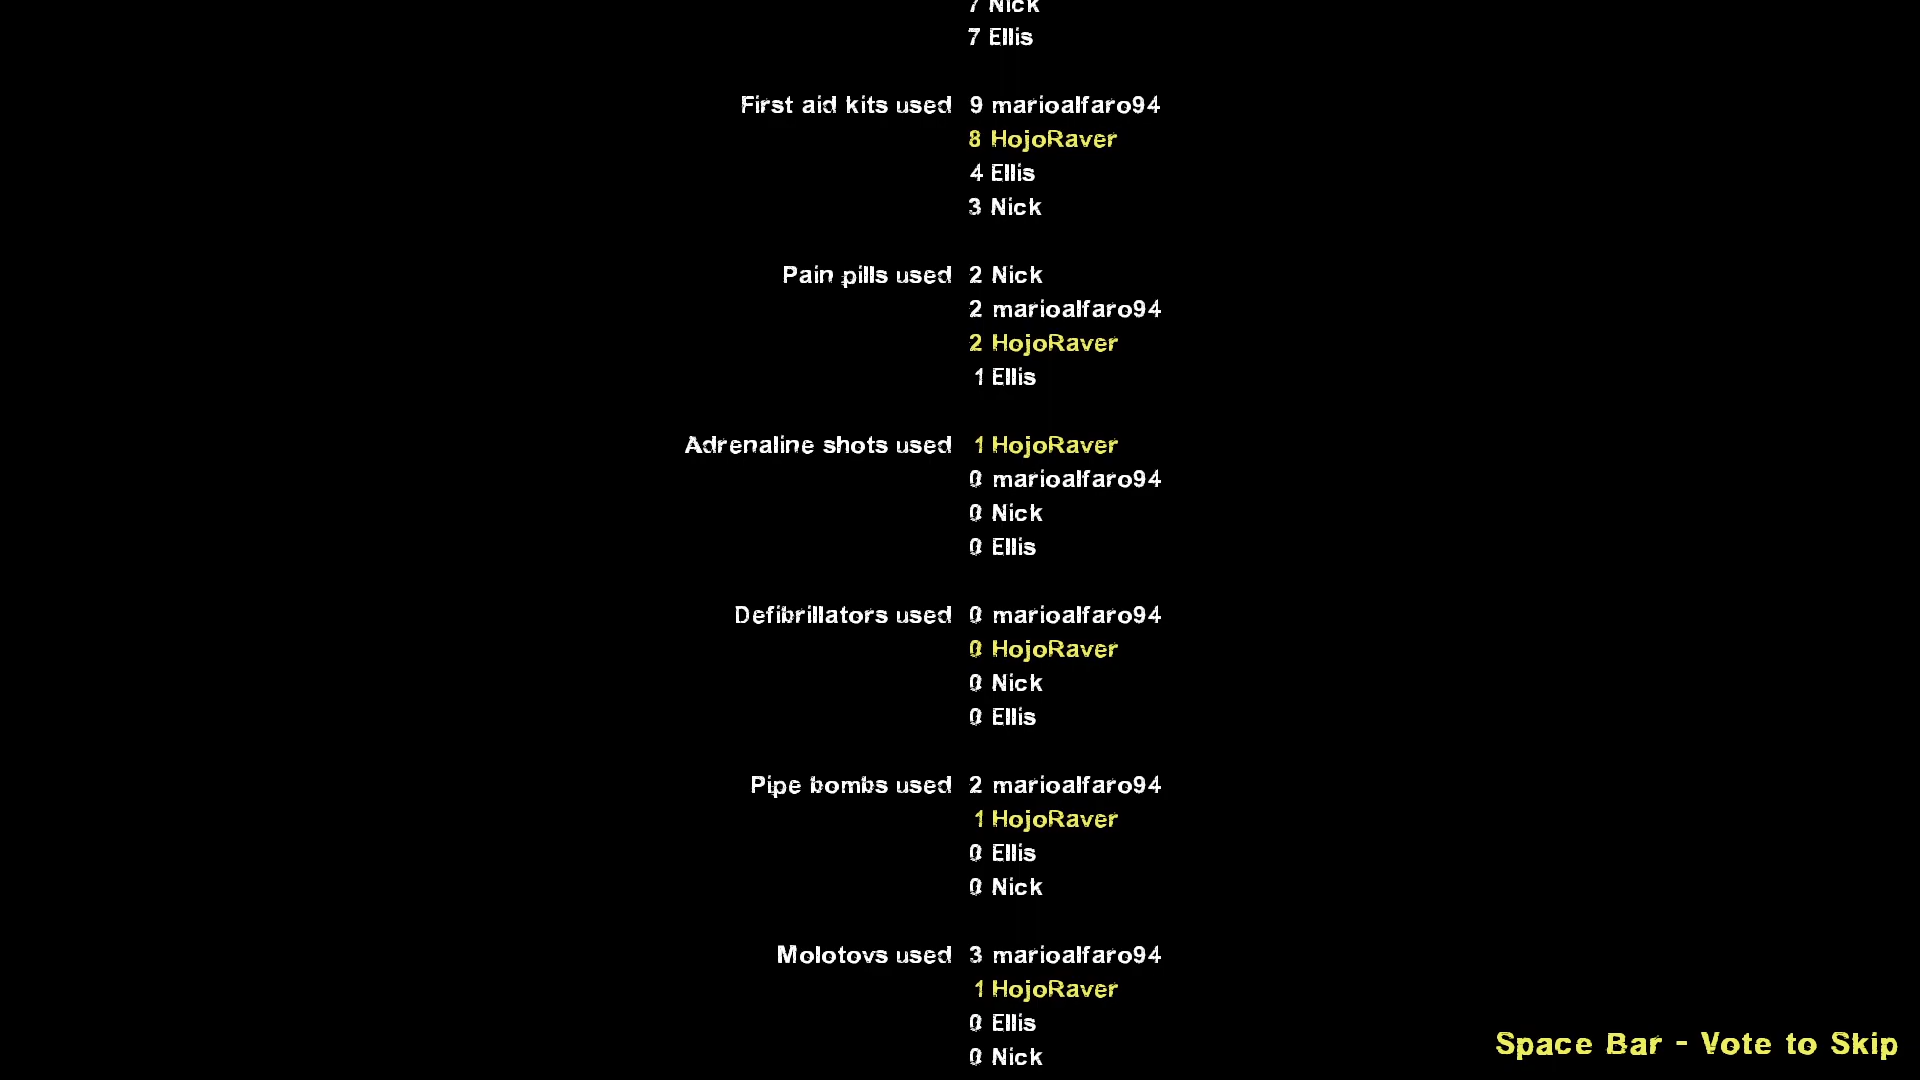 7 Nick
7 Ellis
First aid kits used 9 marioalfaro94
8 HojoRaver
4 Ellis
3 Nick
Pain pills used 2 Nick
2 marioalfaro94
2 HojoRaver
1 Ellis
Adrenaline shots used 1 HojoRaver
0 marioalfaro94
0 Nick
0 Ellis
Defibrillators used 0 marioalfaro94
0 HojoRaver
0 Nick
0 Ellis
Pipe bombs used 2 marioalfaro94
1 HojoRaver
0 Ellis
0 Nick
Molotovs used 3 marioalfaro94
1 HojoRaver
0 Ellis
0 Nick
Space Bar - Vote to Skip